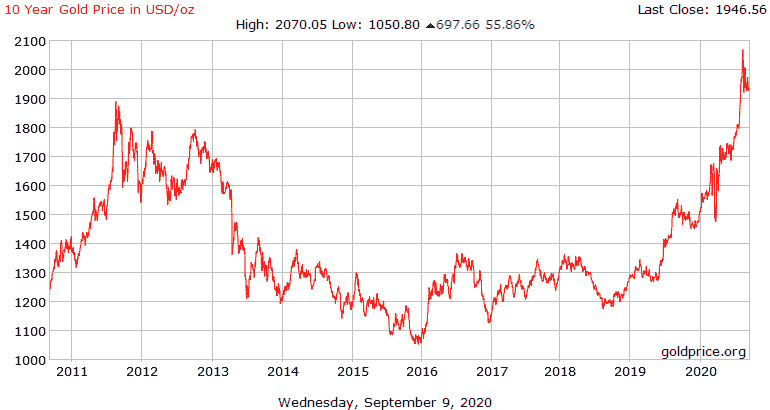 10 Year Gold Price in USD/oz
Last Close: 1946.56
High: 2070.05 Low: 1050.80 ▲697.66 55.86%
2100
2000
1900
1800
1700
1600
1500
1400
1300
1200
1100
1000
goldprice.org
2011 2012 2013 2014 2015 2016 2017 2018 2019 2020
Wednesday, September 9, 2020